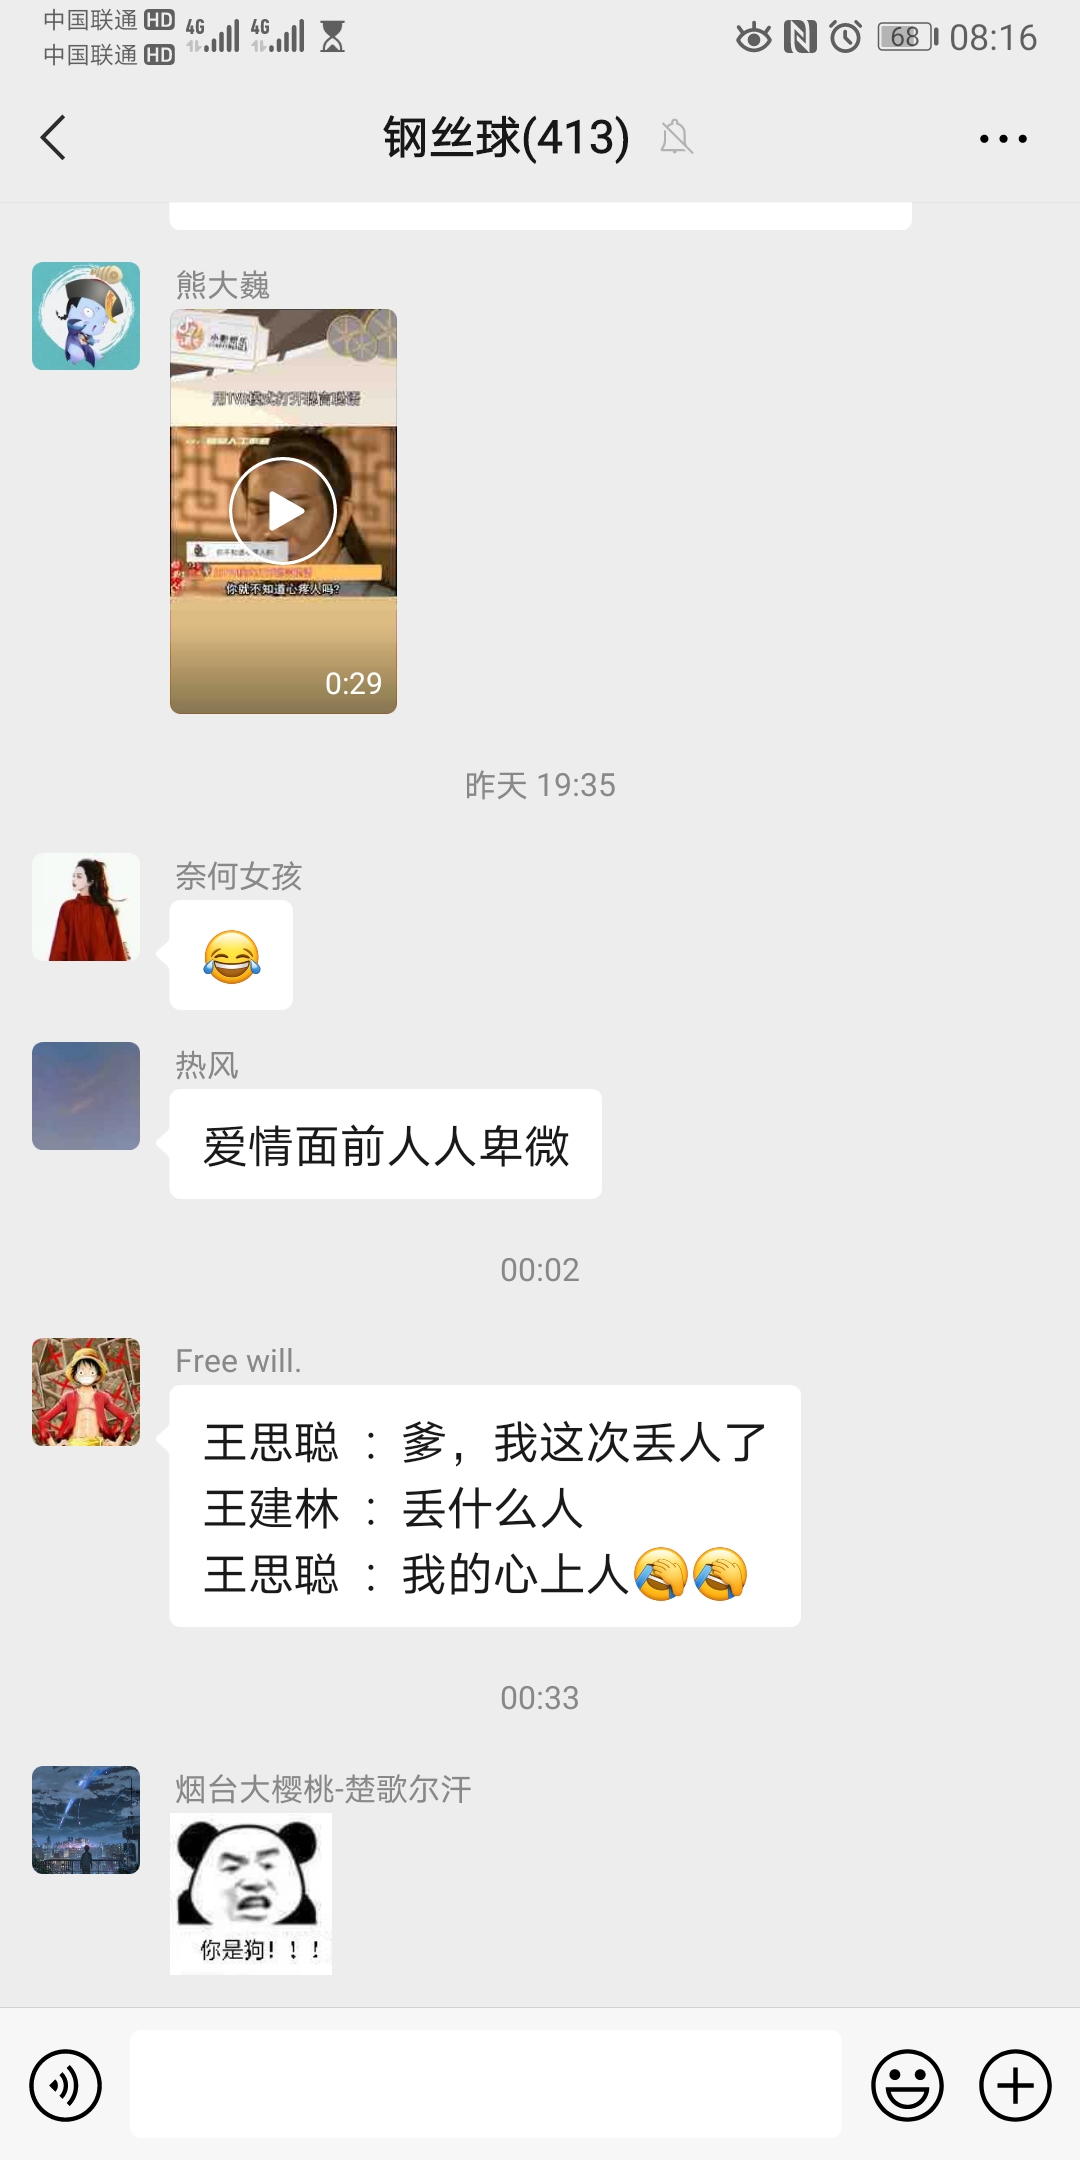 中国联通 HD 4G 4G 68 08:16
中国联通 HD
钢丝球(413)
熊大巍
你就不知道心疼人吗?
0:29
昨天 19:35
奈何女孩
热风
爱情面前人人卑微
00:02
Free will.
王思聪 : 爹，我这次丢人了
王建林 : 丢什么人
王思聪 : 我的心上人
00:33
烟台大樱桃-楚歌尔汗
你是狗！！！